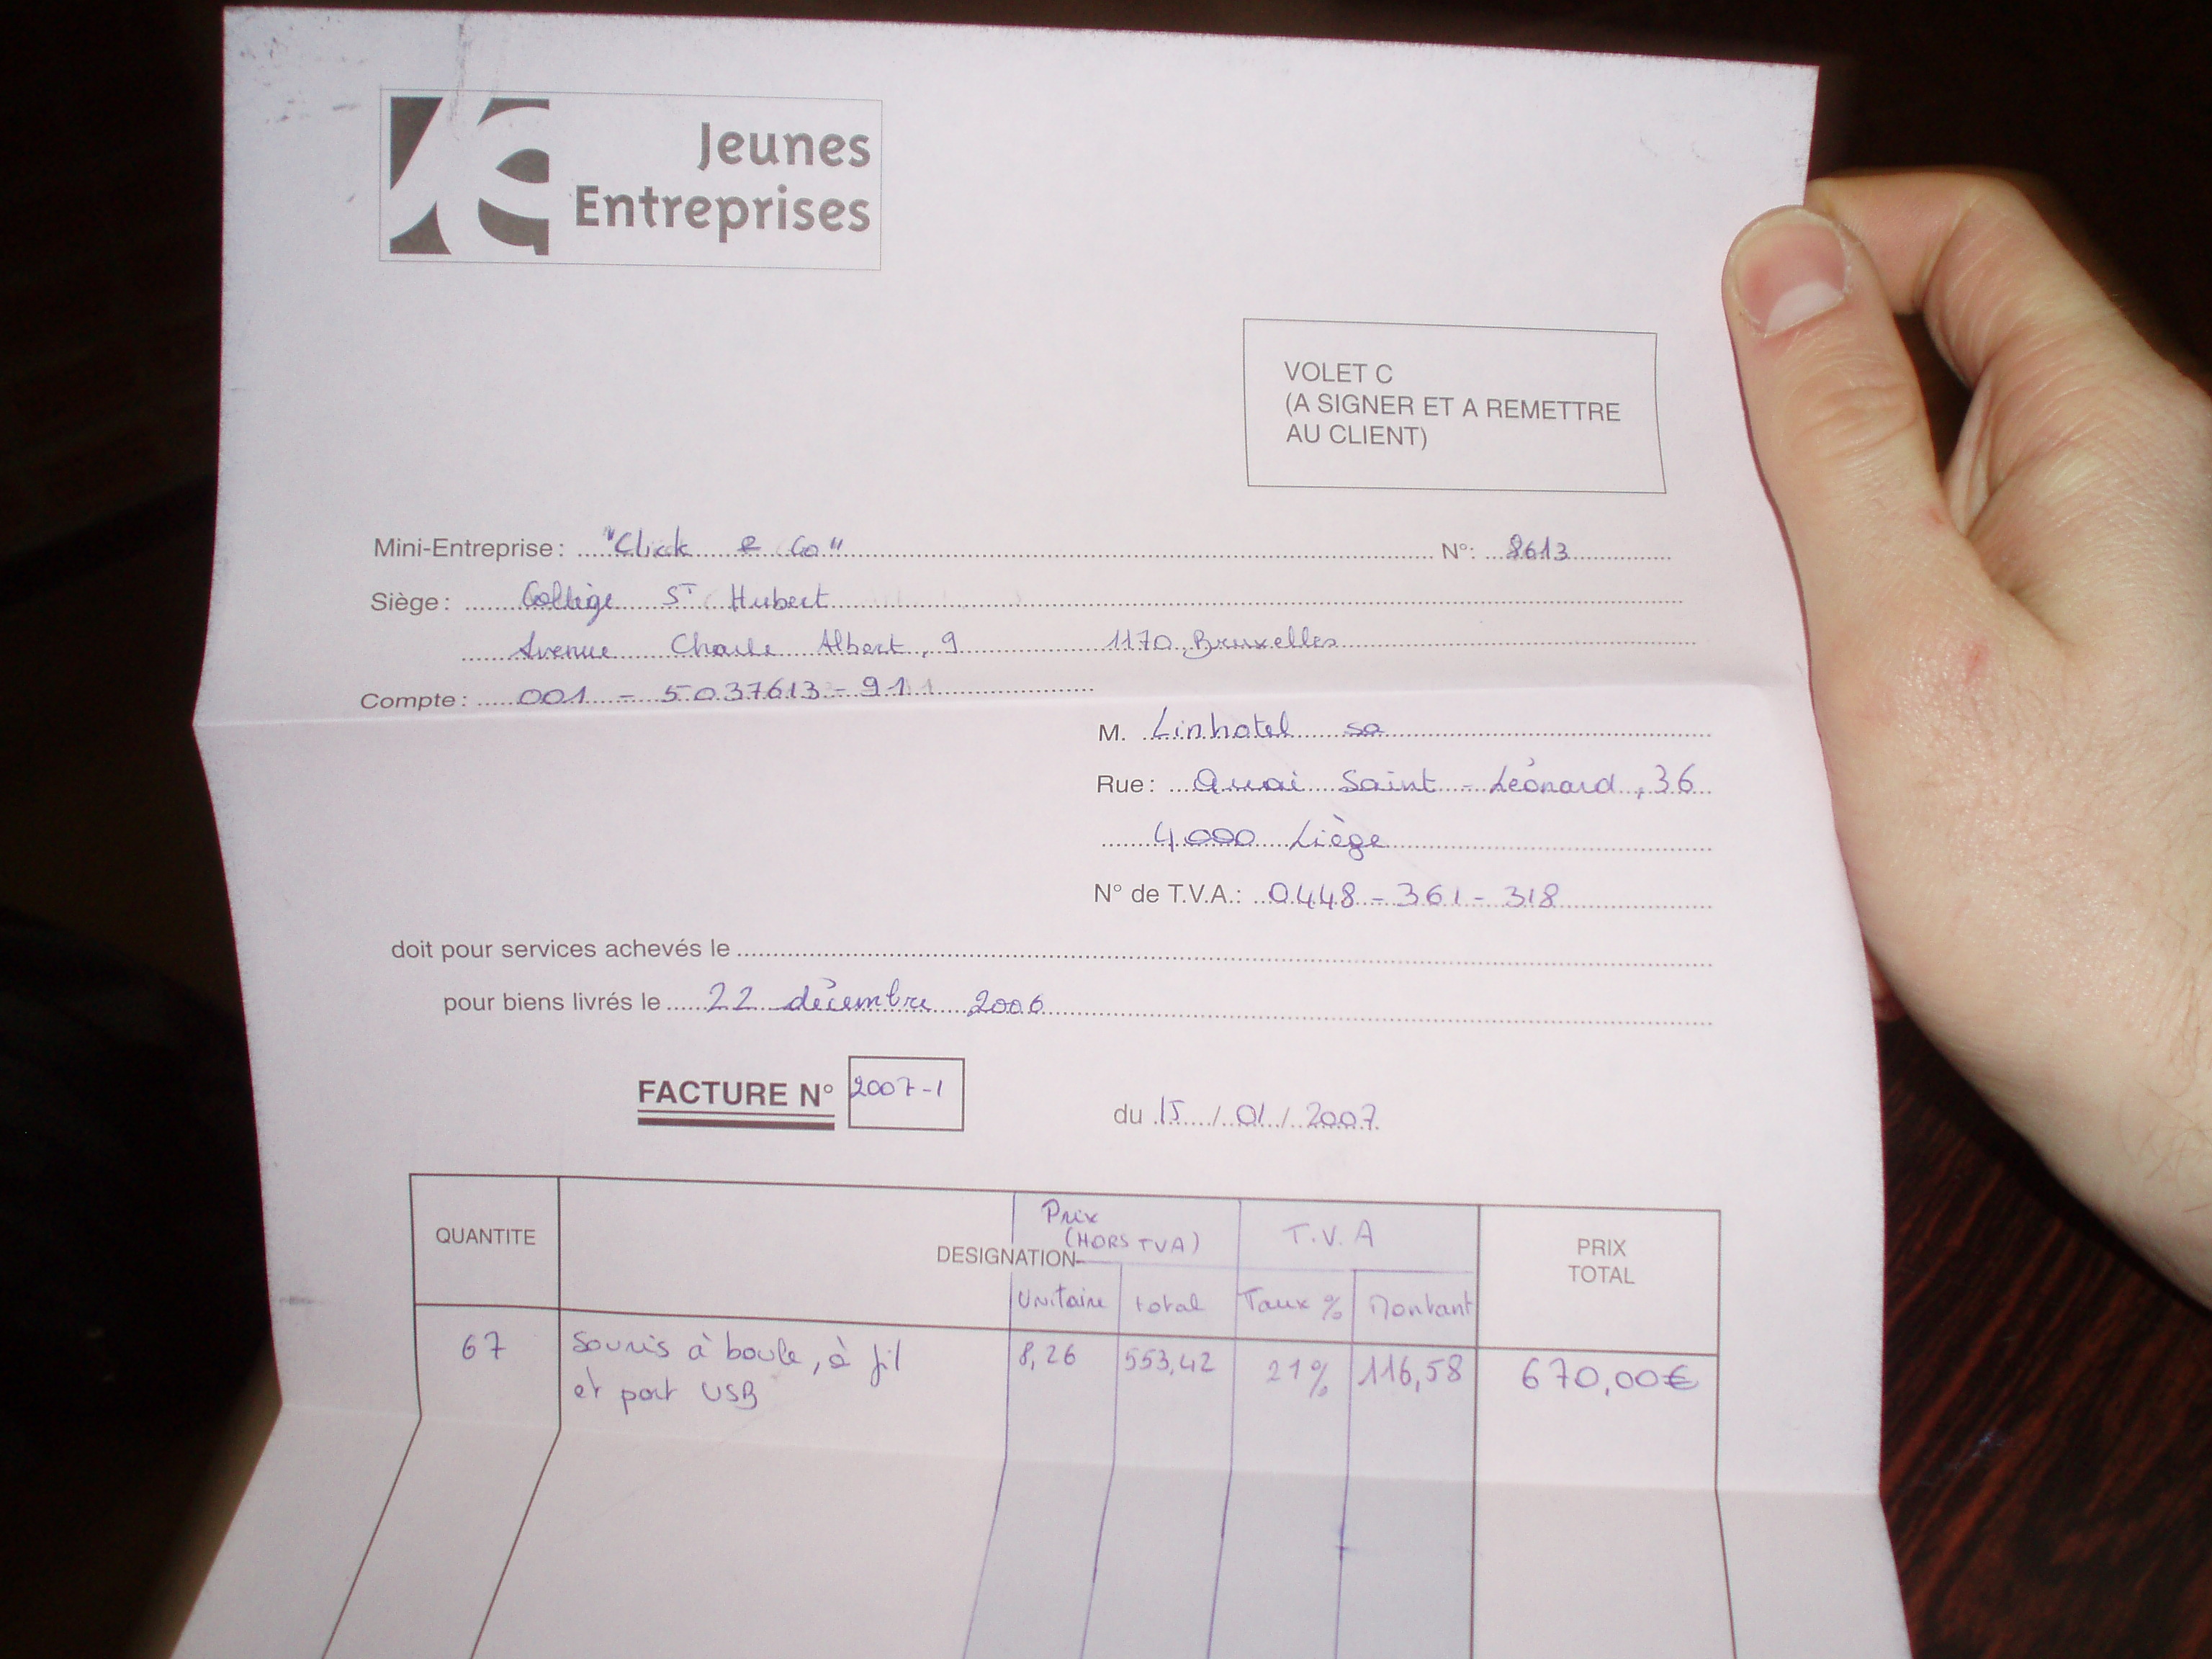 Jeunes
Entreprises
VOLET C
(A SIGNER ET A REMETTRE
AU CLIENT)
Mini-Entreprise : "Click & Co" N°: 8613
Siège : Collège St Hubert
Avenue Charle Albert, 9 1170 Bruxelles
Compte : 001 - 5037613 - 91
M. Linhotel sa
Rue : Quai Saint - Léonard, 36
4000 Liège
N° de T.V.A.: 0448 - 361 - 318
doit pour services achevés le
pour biens livrés le 22 décembre 2006
FACTURE N° 2007-1 du 15 / 01 / 2007
QUANTITE DESIGNATION Prix (HORS TVA) T.V.A PRIX TOTAL
Unitaire total Taux % Montant
67 souris à boule, à fil 8,26 553,42 21% 116,58 670,00€
et port USB